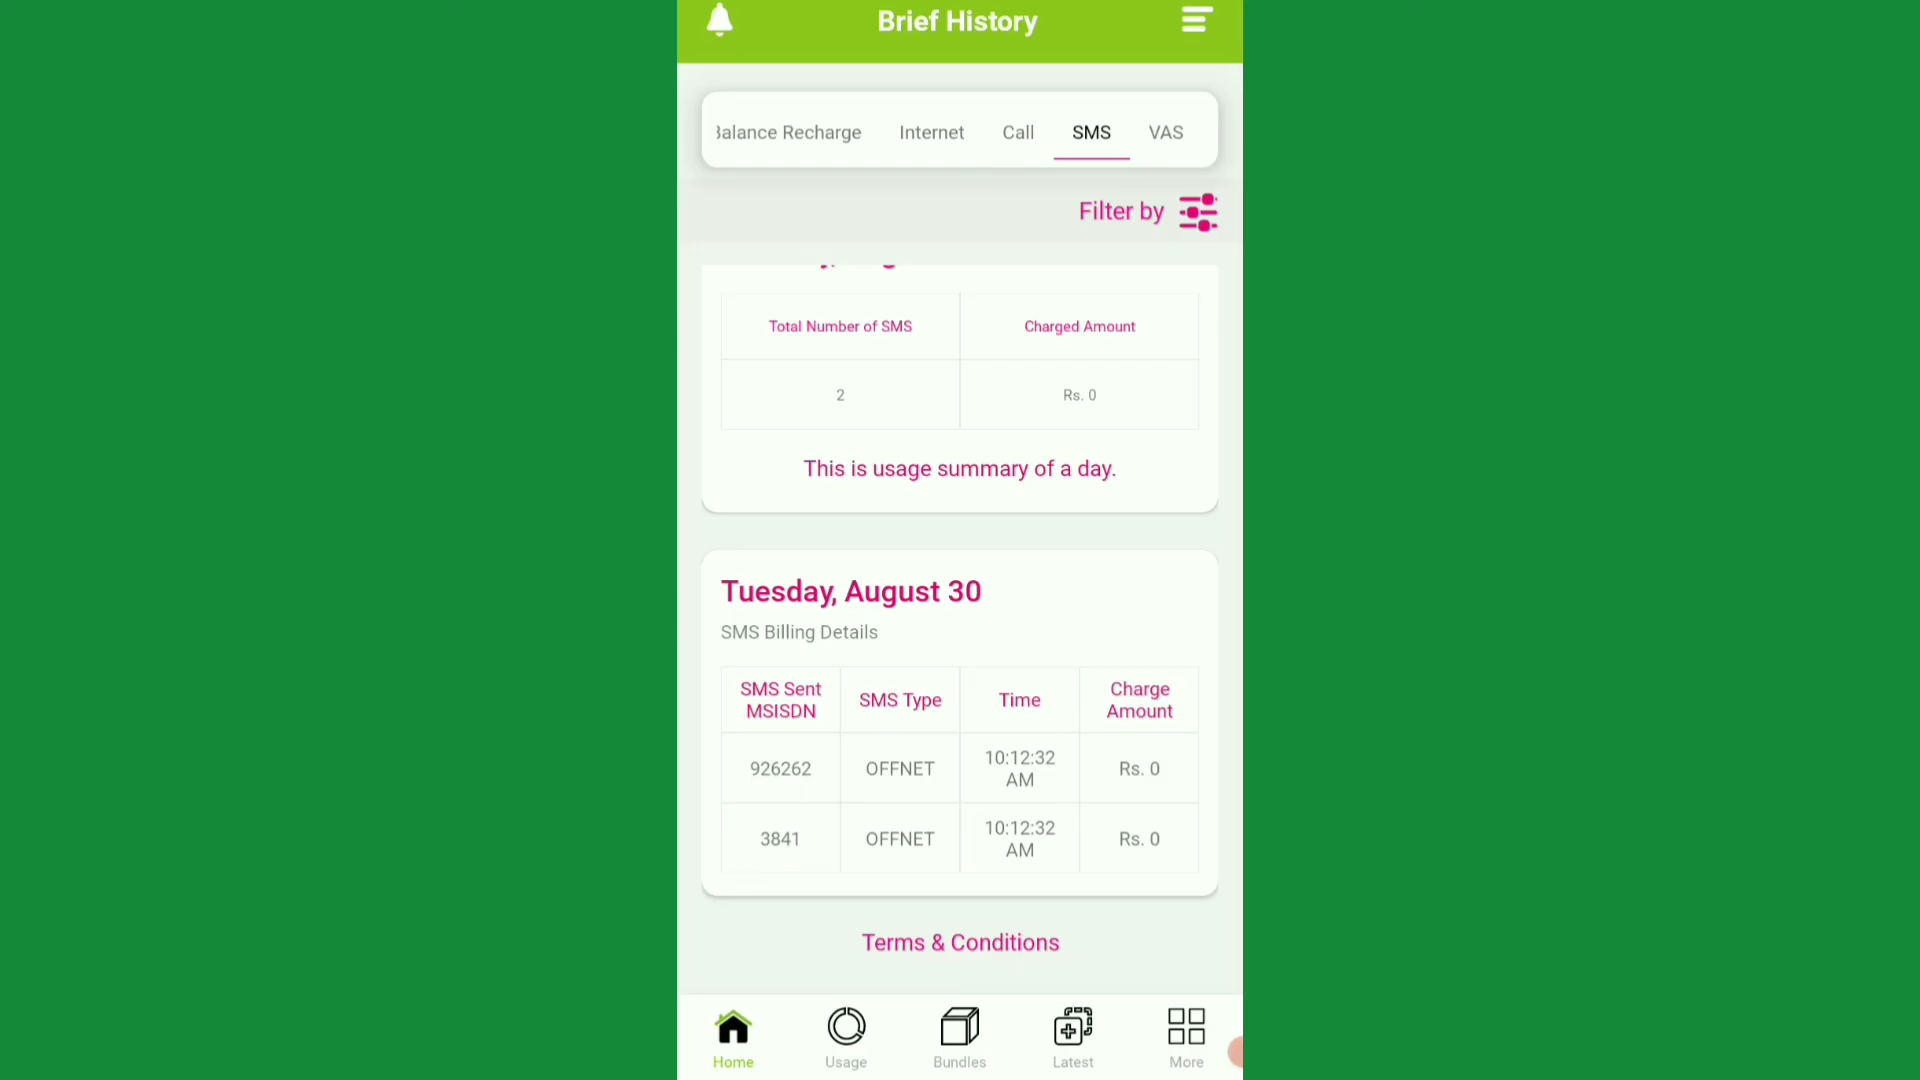 Brief History
Balance Recharge Internet Call SMS VAS
Filter by
Total Number of SMS Charged Amount
2 Rs. 0
This is usage summary of a day.
Tuesday, August 30
SMS Billing Details
SMS Sent MSISDN SMS Type Time Charge Amount
926262 OFFNET 10:12:32 AM Rs. 0
3841 OFFNET 10:12:32 AM Rs. 0
Terms & Conditions
Home Usage Bundles Latest More